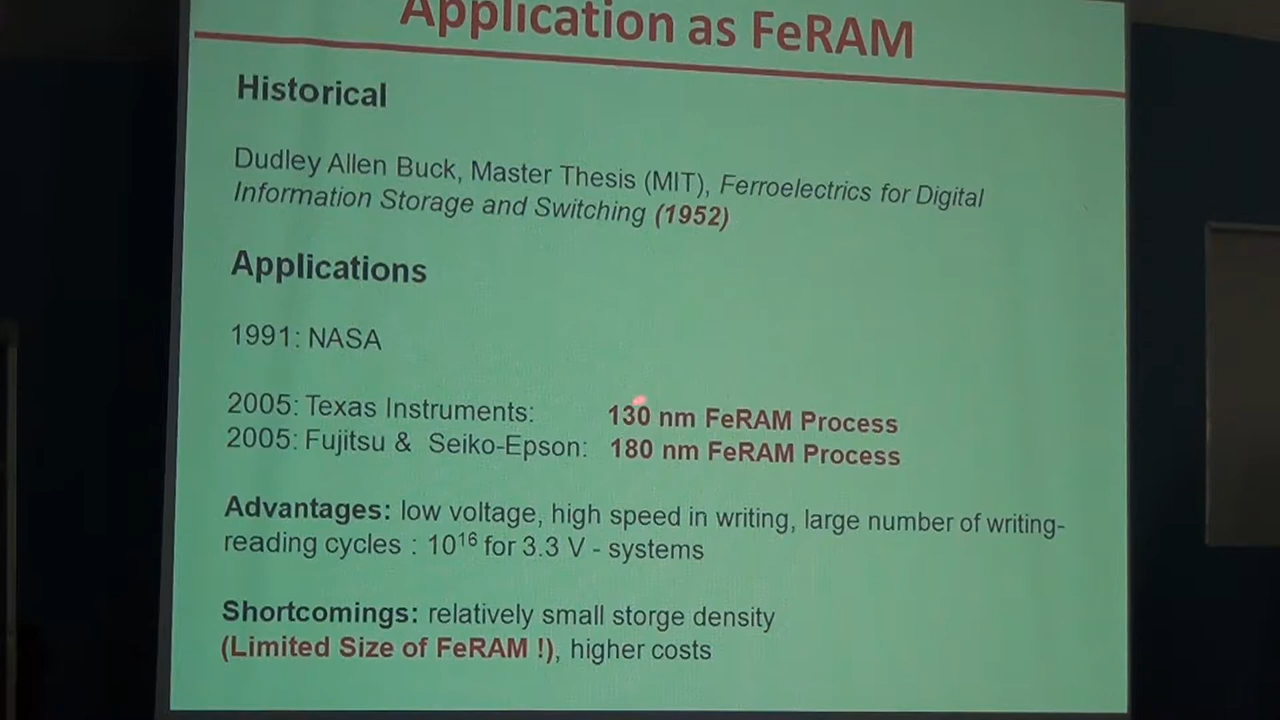 Application as FeRAM
Historical
Dudley Allen Buck, Master Thesis (MIT), Ferroelectrics for Digital
Information Storage and Switching (1952)
Applications
1991: NASA
2005: Texas Instruments: 130 nm FeRAM Process
2005: Fujitsu & Seiko-Epson: 180 nm FeRAM Process
Advantages: low voltage, high speed in writing, large number of writing-
reading cycles : 10¹⁶ for 3.3 V - systems
Shortcomings: relatively small storge density
(Limited Size of FeRAM !), higher costs